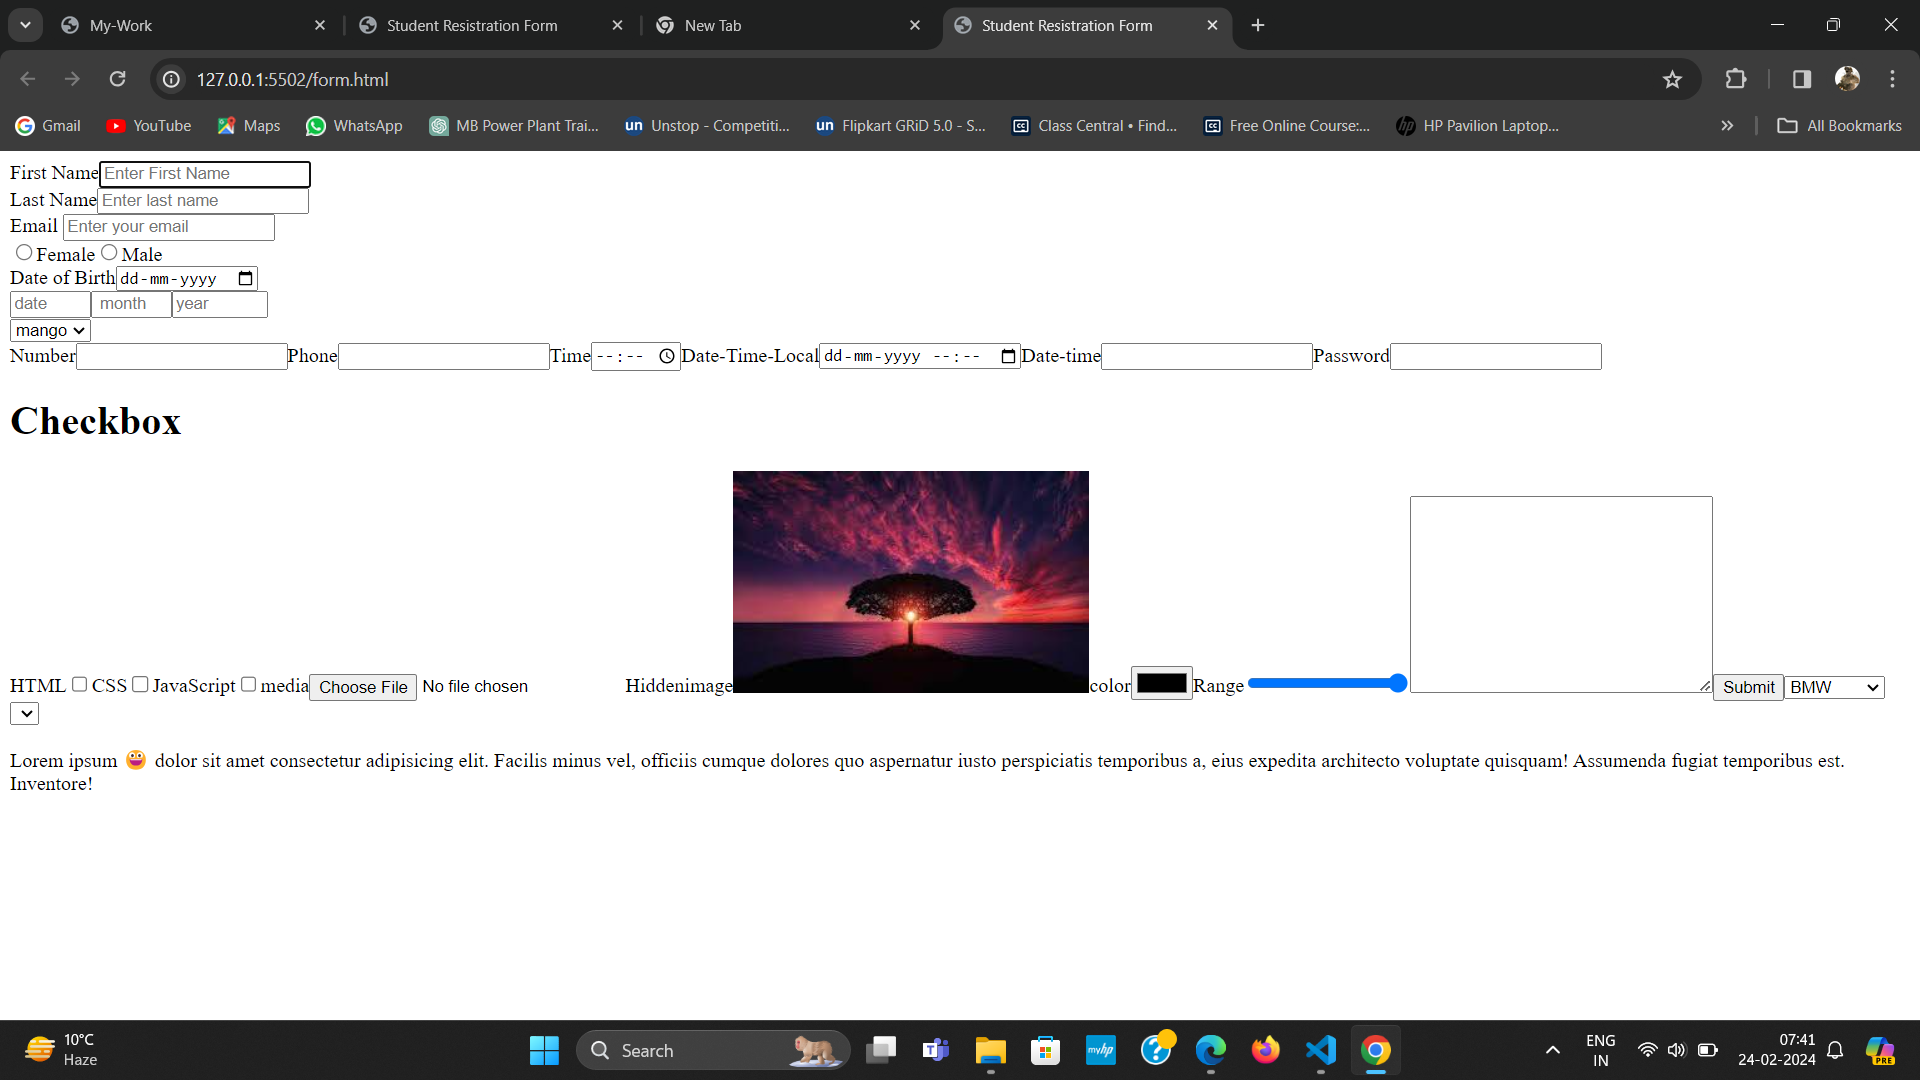 My-Work
Student Resistration Form
New Tab
Student Resistration Form
127.0.0.1:5502/form.html
Gmail YouTube Maps WhatsApp MB Power Plant Trai... Unstop - Competiti... Flipkart GRiD 5.0 - S... Class Central • Find... Free Online Course:... HP Pavilion Laptop... » All Bookmarks
First Name Enter First Name
Last Name Enter last name
Email Enter your email
Female Male
Date of Birth dd-mm-yyyy
date month year
mango
Number Phone Time --:-- Date-Time-Local dd-mm-yyyy --:-- Date-time Password
Checkbox
HTML CSS JavaScript media Choose File No file chosen Hiddenimage color Range Submit BMW
Lorem ipsum 😀 dolor sit amet consectetur adipisicing elit. Facilis minus vel, officiis cumque dolores quo aspernatur iusto perspiciatis temporibus a, eius expedita architecto voluptate quisquam! Assumenda fugiat temporibus est.
Inventore!
10°C
Haze
Search
myhp
ENG
IN
07:41
24-02-2024
PRE